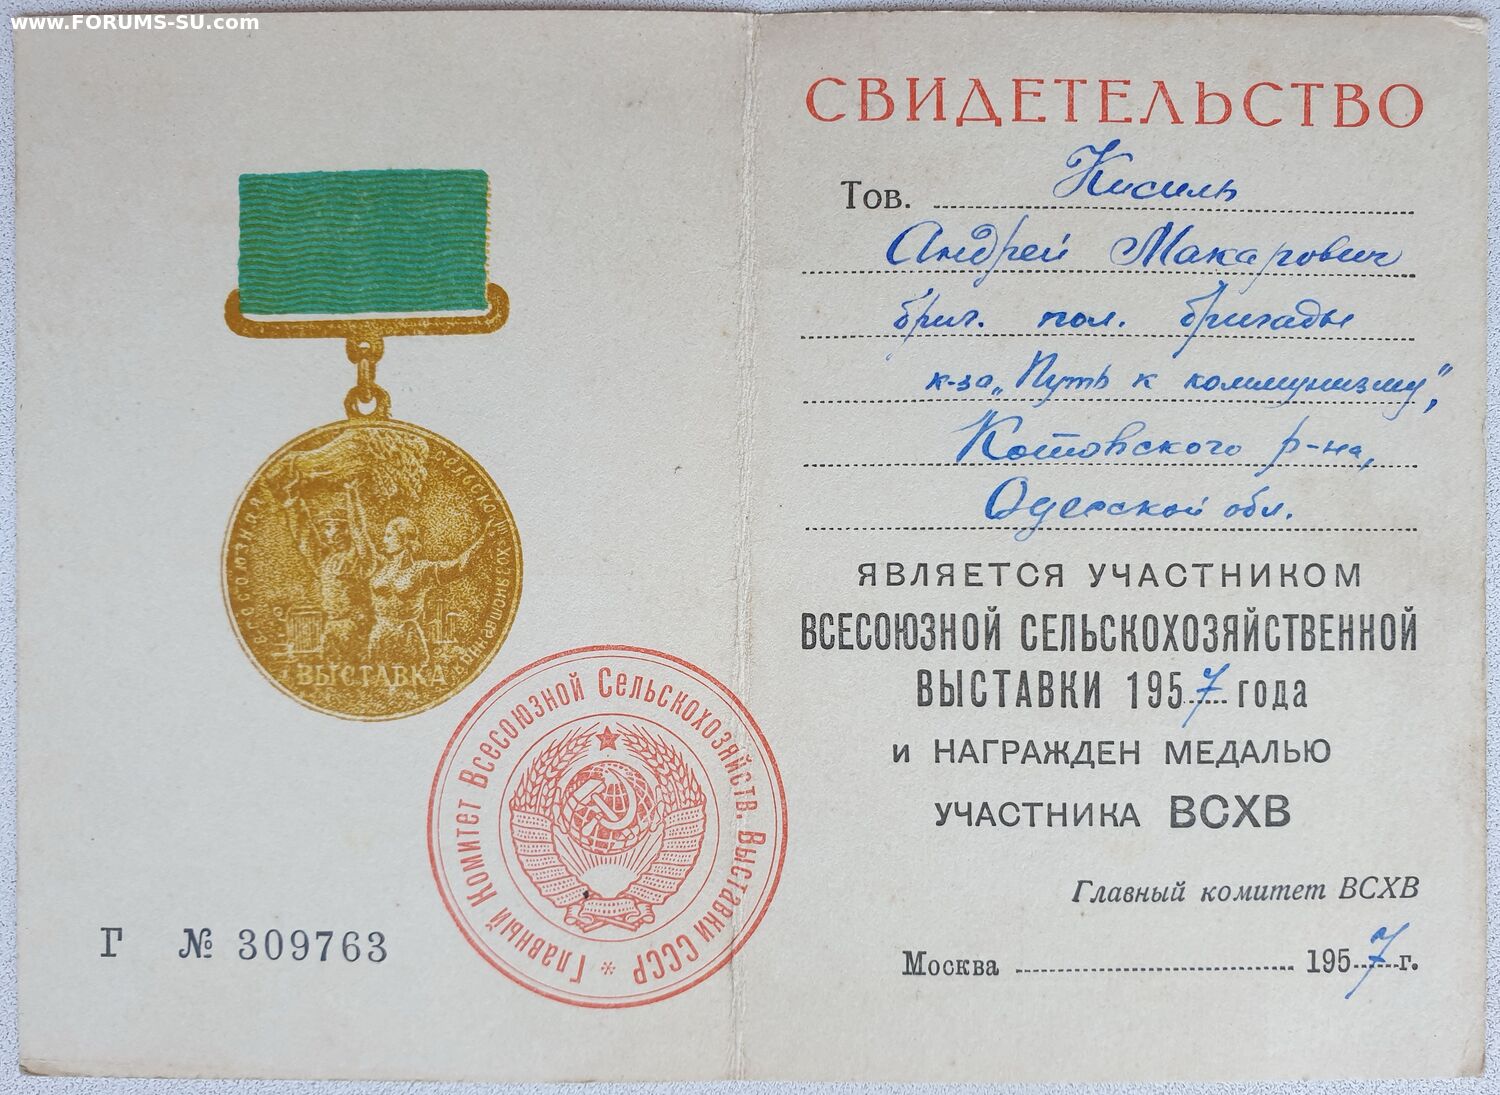 www.FORUMS-SU.com
ВСЕСОЮЗНАЯ СЕЛЬСКОХОЗЯЙСТВЕННАЯ
ВЫСТАВКА
Главный Комитет Всесоюзной Сельскохозяйств. Выставки СССР *
Г № 309763
СВИДЕТЕЛЬСТВО
Тов. Кисиль
Андрей Макарович
бриг. пол. бригады
к-за „Путь к коммунизму",
Котовского р-на,
Одесской обл.
ЯВЛЯЕТСЯ УЧАСТНИКОМ
ВСЕСОЮЗНОЙ СЕЛЬСКОХОЗЯЙСТВЕННОЙ
ВЫСТАВКИ 1957 года
и НАГРАЖДЕН МЕДАЛЬЮ
УЧАСТНИКА ВСХВ
Главный комитет ВСХВ
Москва 1957 г.